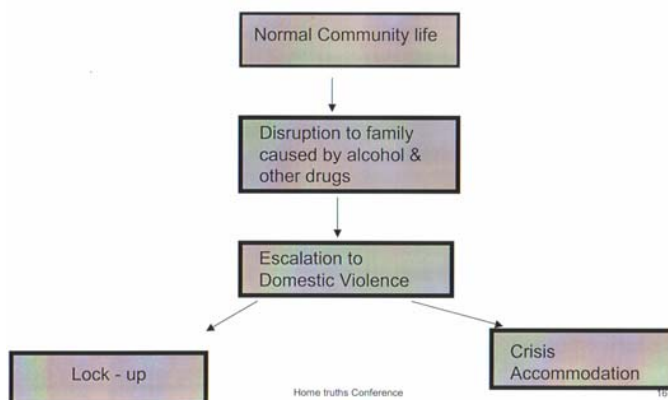 Normal Community life
Disruption to family
caused by alcohol &
other drugs
Escalation to
Domestic Violence
Lock - up
Crisis
Accommodation
Home truths Conference
16